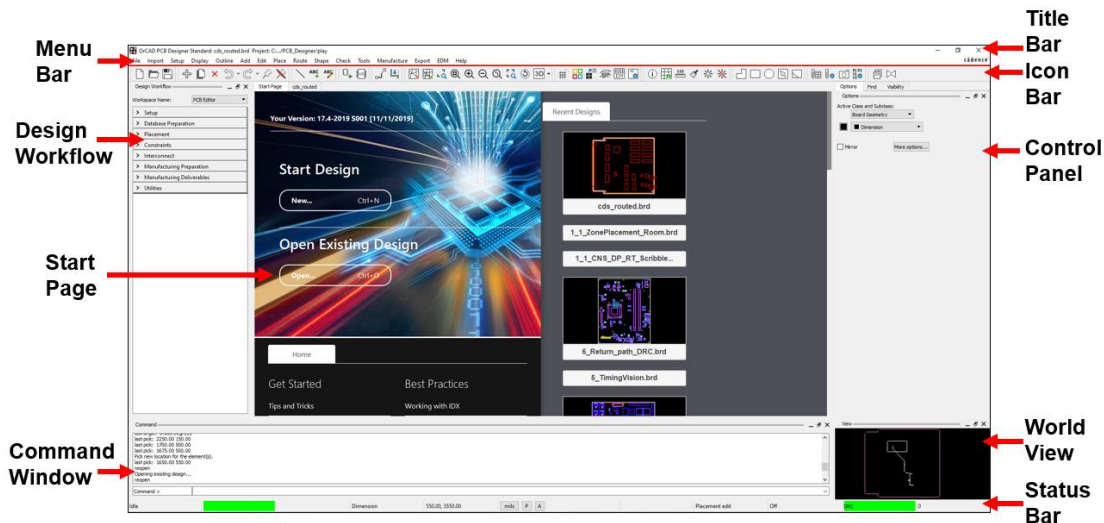 Title
Bar
Menu
Bar
OrCAD PCB Designer Standard: cds_routed.brd Project: C:.../PCB_Designer/play
File Import Setup Display Outline Add Edit Place Route Shape Check Tools Manufacture Export EDM Help
cādence
Icon
Bar
Design Workflow
Start Page cds_routed
Options Find Visibility
Options
Workspace Name: PCB Editor
> Setup
> Database Preparation
> Placement
> Constraints
> Interconnect
> Manufacturing Preparation
> Manufacturing Deliverables
> Utilities
Design
Workflow
Active Class and Subclass:
Board Geometry
Dimension
Mirror More options...
Control
Panel
Your Version: 17.4-2019 S001 [11/11/2019]
Start Design
New... Ctrl+N
Open Existing Design
Open... Ctrl+O
Start
Page
Recent Designs
cds_routed.brd
1_1_ZonePlacement_Room.brd
1_1_CNS_DP_RT_Scribble...
6_Return_path_DRC.brd
5_TimingVision.brd
Home
Get Started Best Practices
Tips and Tricks Working with IDX
Command
last pick: 2250.00 150.00
last pick: 1700.00 500.00
last pick: 1675.00 500.00
Pick new location for the element(s).
last pick: 1650.00 550.00
reopen
Opening existing design...
reopen
Command >
Command
Window
View
World
View
Idle Dimension 550.00, 3550.00 mils P A Placement edit Off DRC 0
Status
Bar